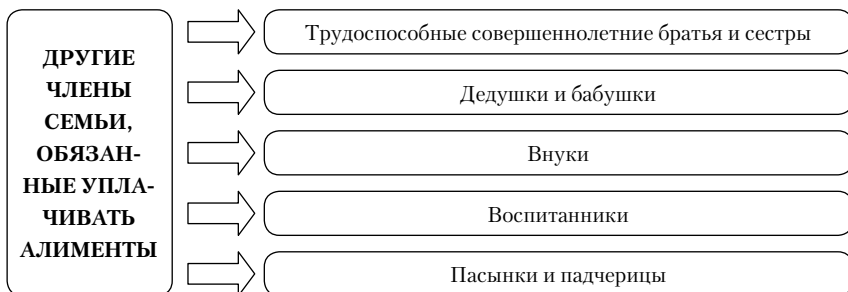 ДРУГИЕ
ЧЛЕНЫ
СЕМЬИ,
ОБЯЗАН-
НЫЕ УПЛА-
ЧИВАТЬ
АЛИМЕНТЫ
Трудоспособные совершеннолетние братья и сестры
Дедушки и бабушки
Внуки
Воспитанники
Пасынки и падчерицы